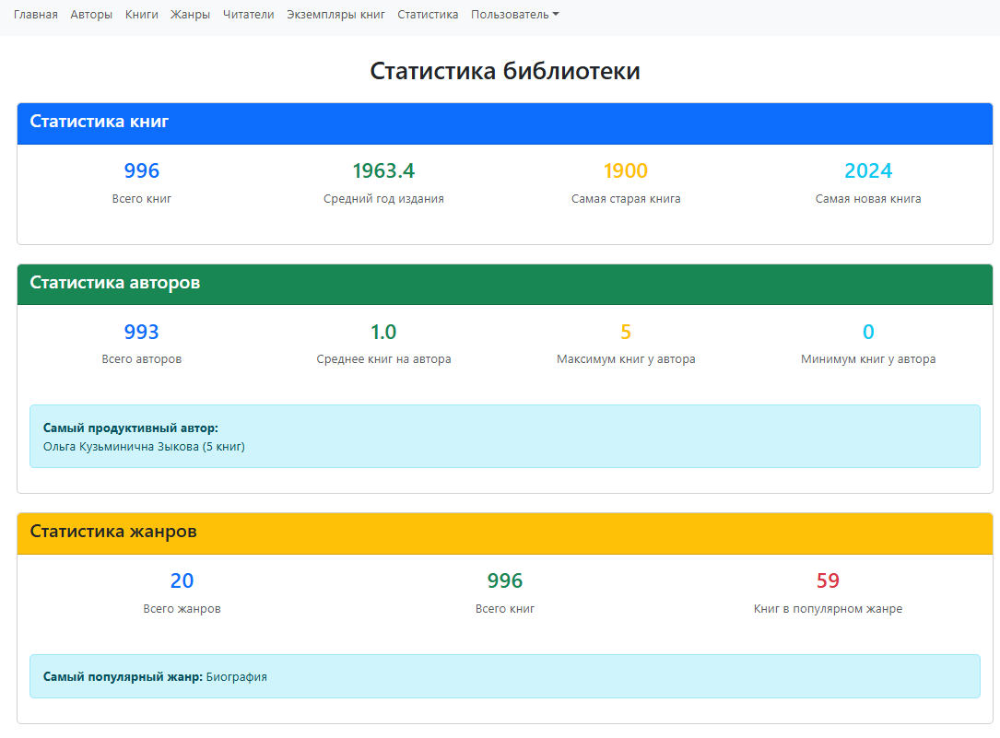 Главная Авторы Книги Жанры Читатели Экземпляры книг Статистика Пользователь
Статистика библиотеки
Статистика книг
996 1963.4 1900 2024
Всего книг Средний год издания Самая старая книга Самая новая книга
Статистика авторов
993 1.0 5 0
Всего авторов Среднее книг на автора Максимум книг у автора Минимум книг у автора
Самый продуктивный автор:
Ольга Кузьминична Зыкова (5 книг)
Статистика жанров
20 996 59
Всего жанров Всего книг Книг в популярном жанре
Самый популярный жанр: Биография